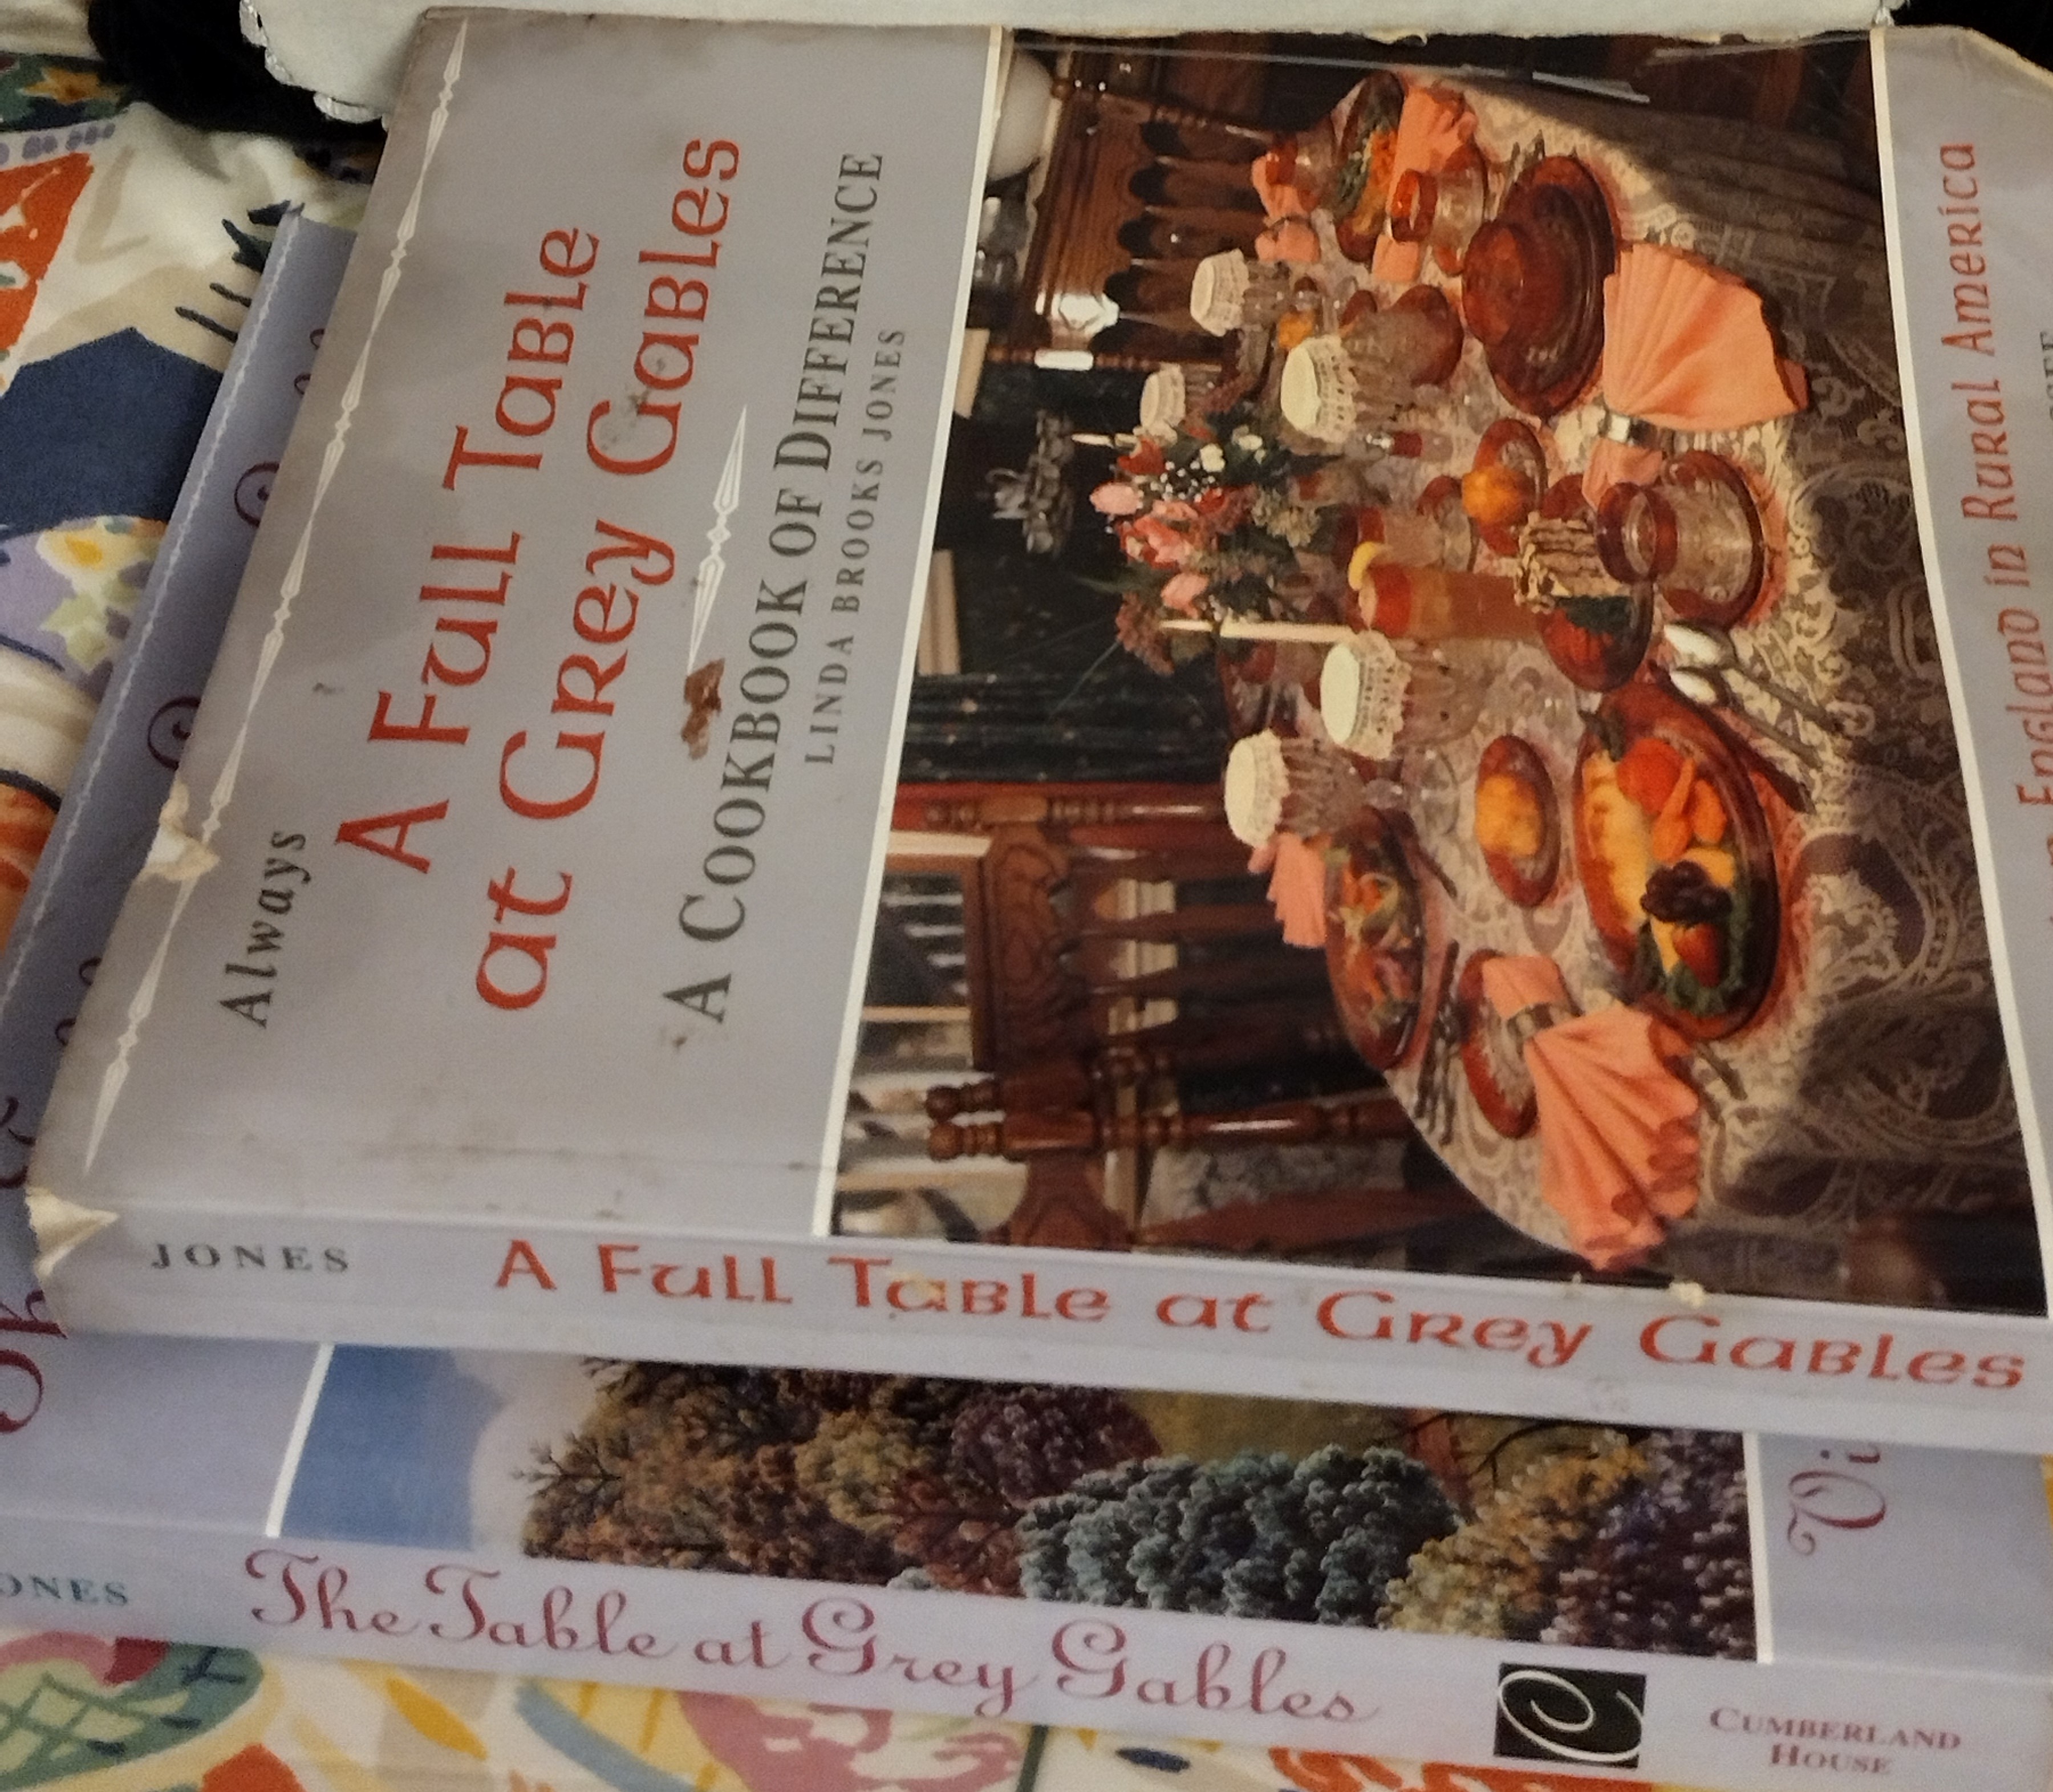 Always
A Full Table
at Grey Gables
A COOKBOOK OF DIFFERENCE
LINDA BROOKS JONES
England in Rural America
JONES
A Full Table at Grey Gables
The Table at Grey Gables
CUMBERLAND
HOUSE